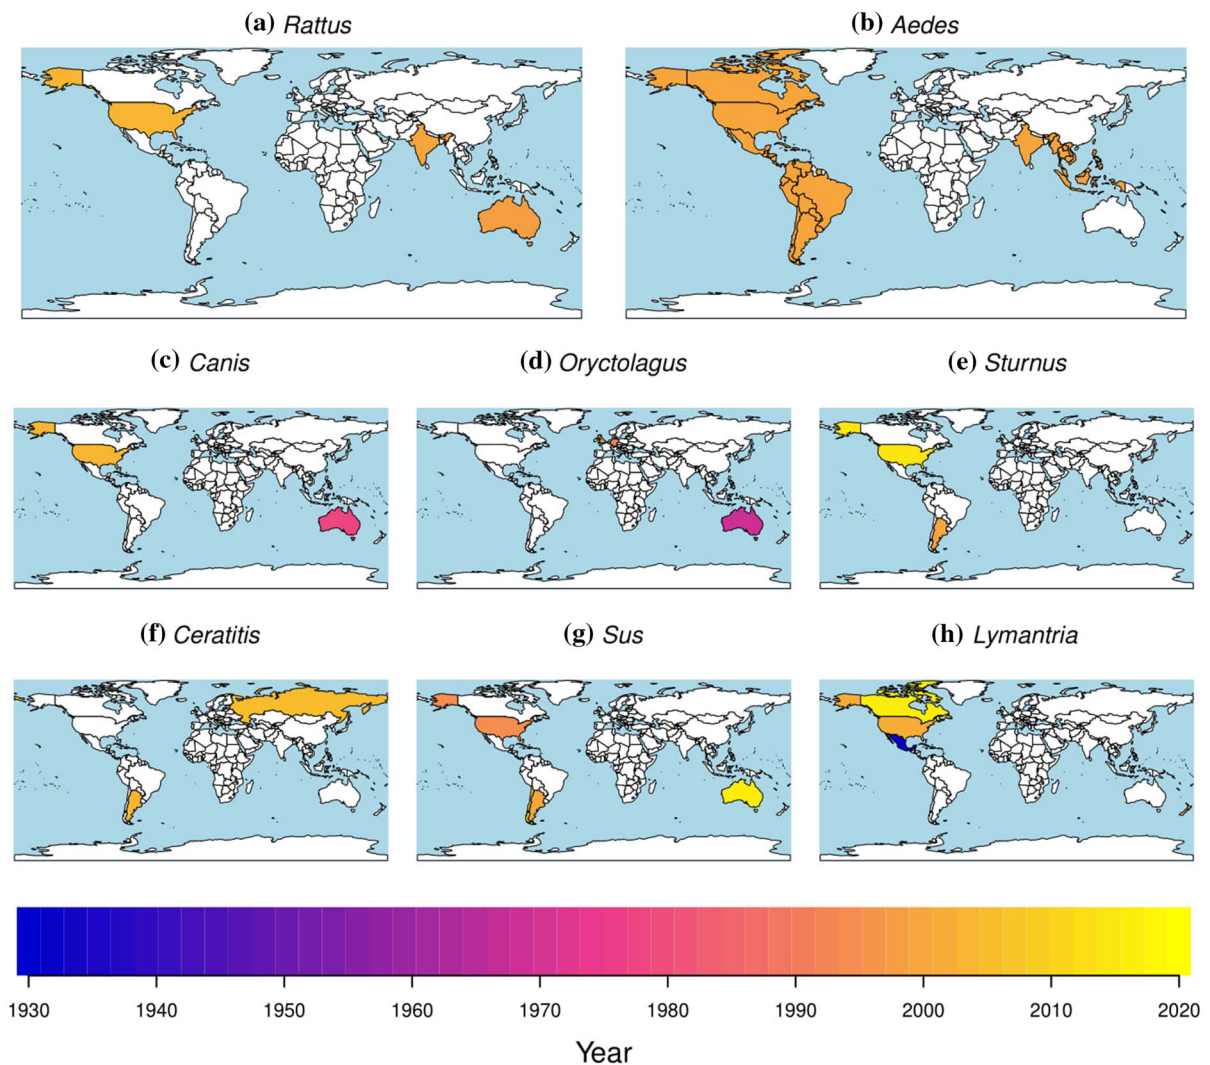 (a) Rattus
(b) Aedes
(c) Canis
(d) Oryctolagus
(e) Sturnus
(f) Ceratitis
(g) Sus
(h) Lymantria
1930 1940 1950 1960 1970 1980 1990 2000 2010 2020
Year